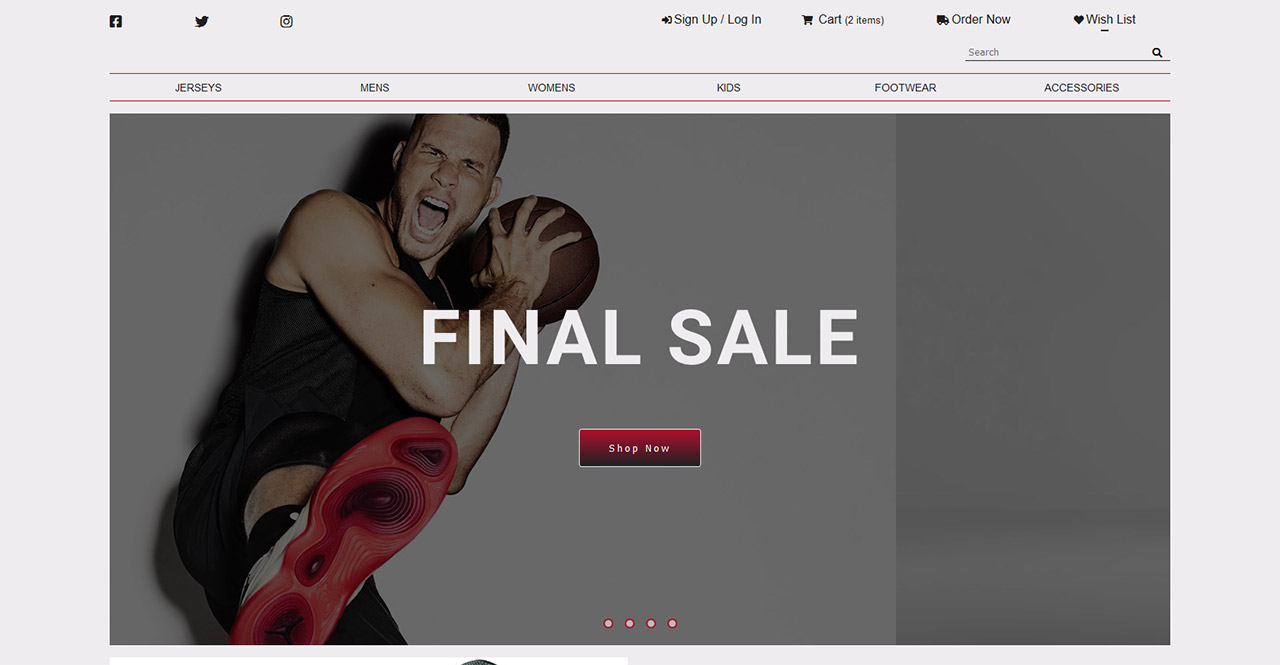 Sign Up / Log In
Cart (2 items)
Order Now
Wish List
Search
JERSEYS
MENS
WOMENS
KIDS
FOOTWEAR
ACCESSORIES
FINAL SALE
Shop Now